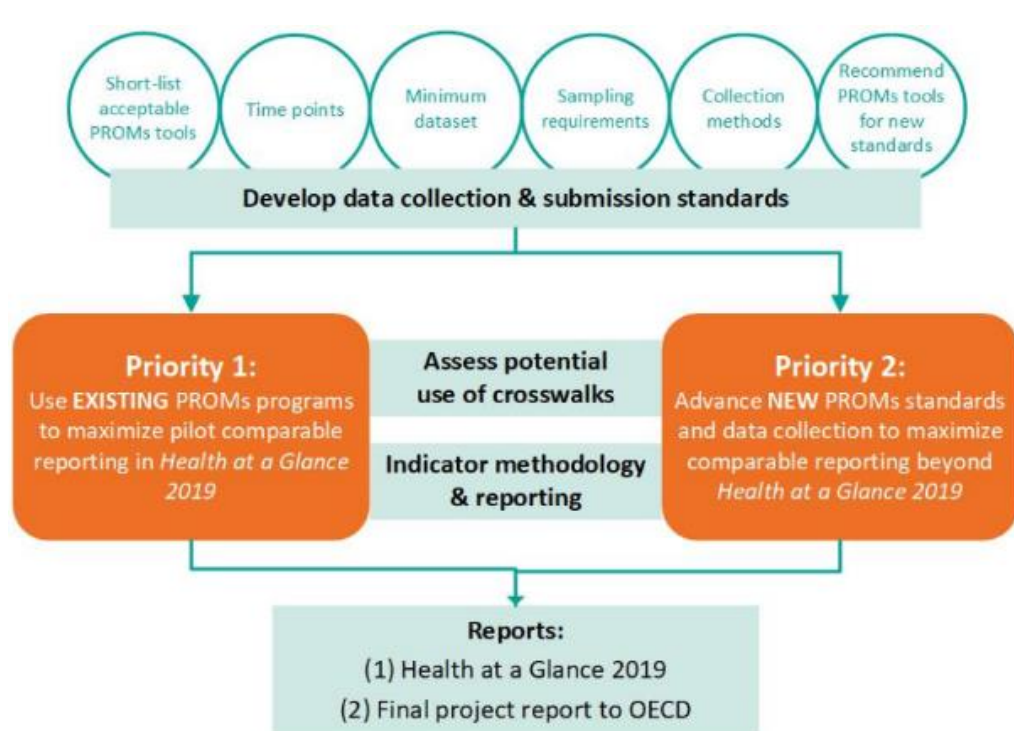 Short-list
acceptable
PROMs tools
Time points
Minimum
dataset
Sampling
requirements
Collection
methods
Recommend
PROMs tools
for new
standards
Develop data collection & submission standards
Priority 1:
Use EXISTING PROMs programs
to maximize pilot comparable
reporting in Health at a Glance
2019
Assess potential
use of crosswalks
Indicator methodology
& reporting
Priority 2:
Advance NEW PROMs standards
and data collection to maximize
comparable reporting beyond
Health at a Glance 2019
Reports:
(1) Health at a Glance 2019
(2) Final project report to OECD